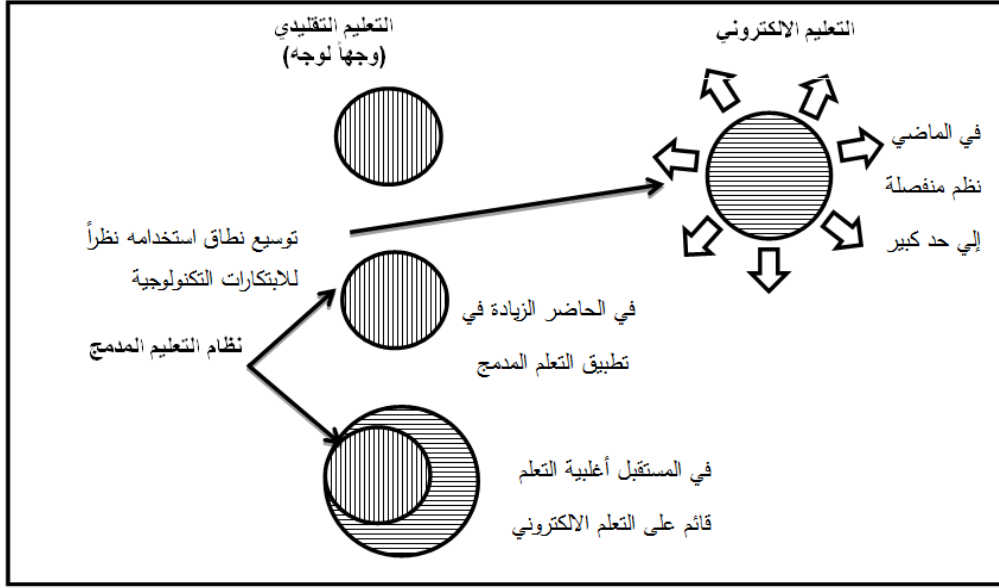 التعليم التقليدي
(وجهاً لوجه)
التعليم الالكتروني
في الماضي
نظم منفصلة
إلي حد كبير
توسيع نطاق استخدامه نظراً
للابتكارات التكنولوجية
في الحاضر الزيادة في
تطبيق التعلم المدمج
نظام التعليم المدمج
في المستقبل أغلبية التعلم
قائم على التعلم الالكتروني